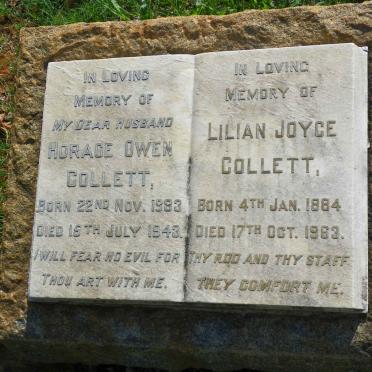 IN LOVING
MEMORY OF
MY DEAR HUSBAND
HORACE OWEN
COLLETT,
BORN 22ND NOV. 1883
DIED 15TH JULY 1943.
I WILL FEAR NO EVIL FOR
THOU ART WITH ME.
IN LOVING
MEMORY OF
LILIAN JOYCE
COLLETT,
BORN 4TH JAN. 1884
DIED 17TH OCT. 1963.
THY ROD AND THY STAFF
THEY COMFORT ME.